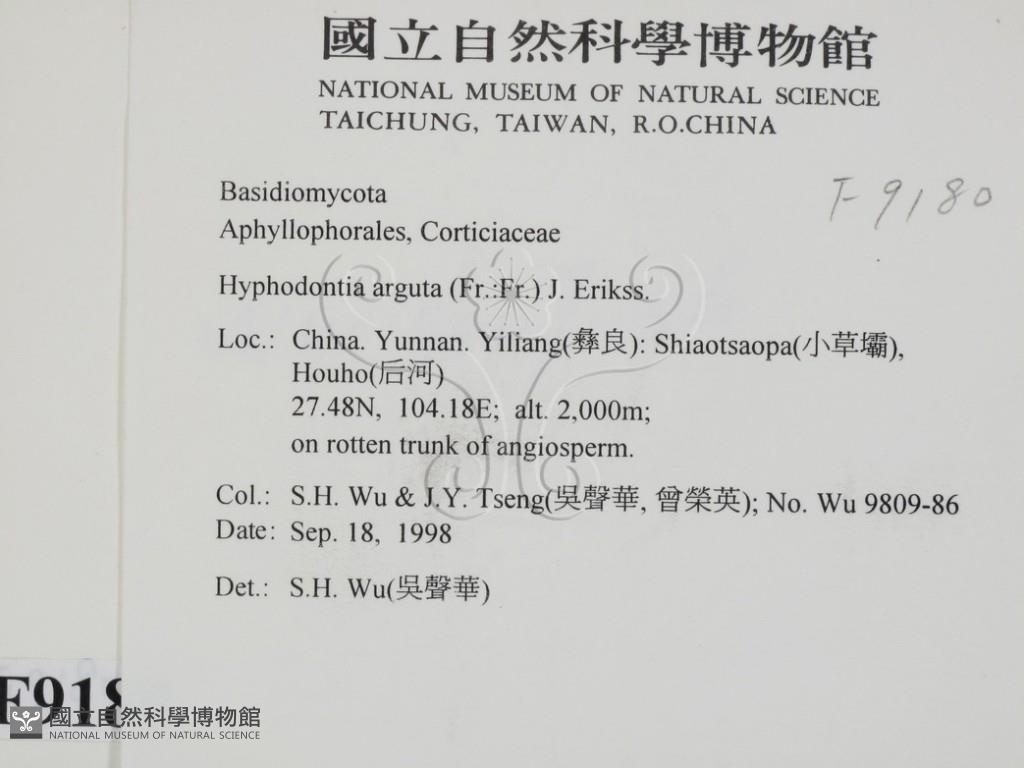 國立自然科學博物館
NATIONAL MUSEUM OF NATURAL SCIENCE
TAICHUNG, TAIWAN, R.O.CHINA
F-9180
Basidiomycota
Aphyllophorales, Corticiaceae
Hyphodontia arguta (Fr.:Fr.) J. Erikss.
Loc.: China. Yunnan. Yiliang(彝良): Shiaotsaopa(小草壩),
Houho(后河)
27.48N, 104.18E; alt. 2,000m;
on rotten trunk of angiosperm.
Col.: S.H. Wu & J.Y. Tseng(吳聲華, 曾榮英); No. Wu 9809-86
Date: Sep. 18, 1998
Det.: S.H. Wu(吳聲華)
F918
國立自然科學博物館
NATIONAL MUSEUM OF NATURAL SCIENCE